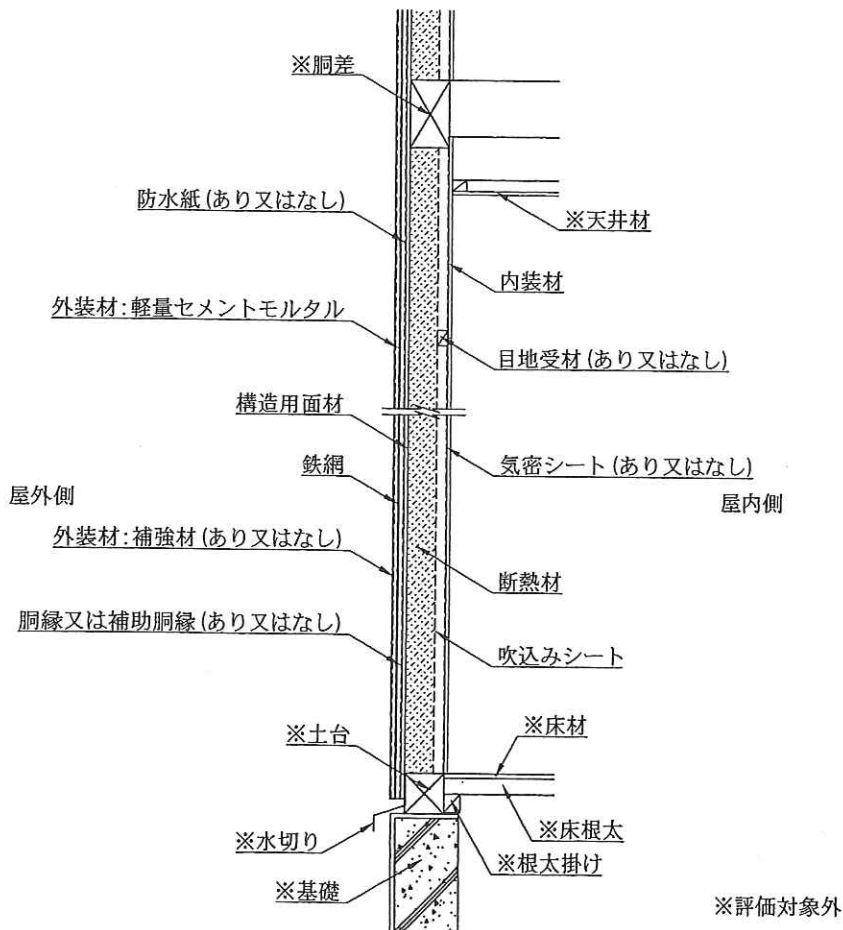 ※胴差
防水紙(あり又はなし)
※天井材
内装材
外装材:軽量セメントモルタル
目地受材(あり又はなし)
構造用面材
鉄網
気密シート(あり又はなし)
屋外側
屋内側
外装材:補強材(あり又はなし)
断熱材
胴縁又は補助胴縁(あり又はなし)
吹込みシート
※床材
※土台
※床根太
※水切り
※根太掛け
※基礎
※評価対象外